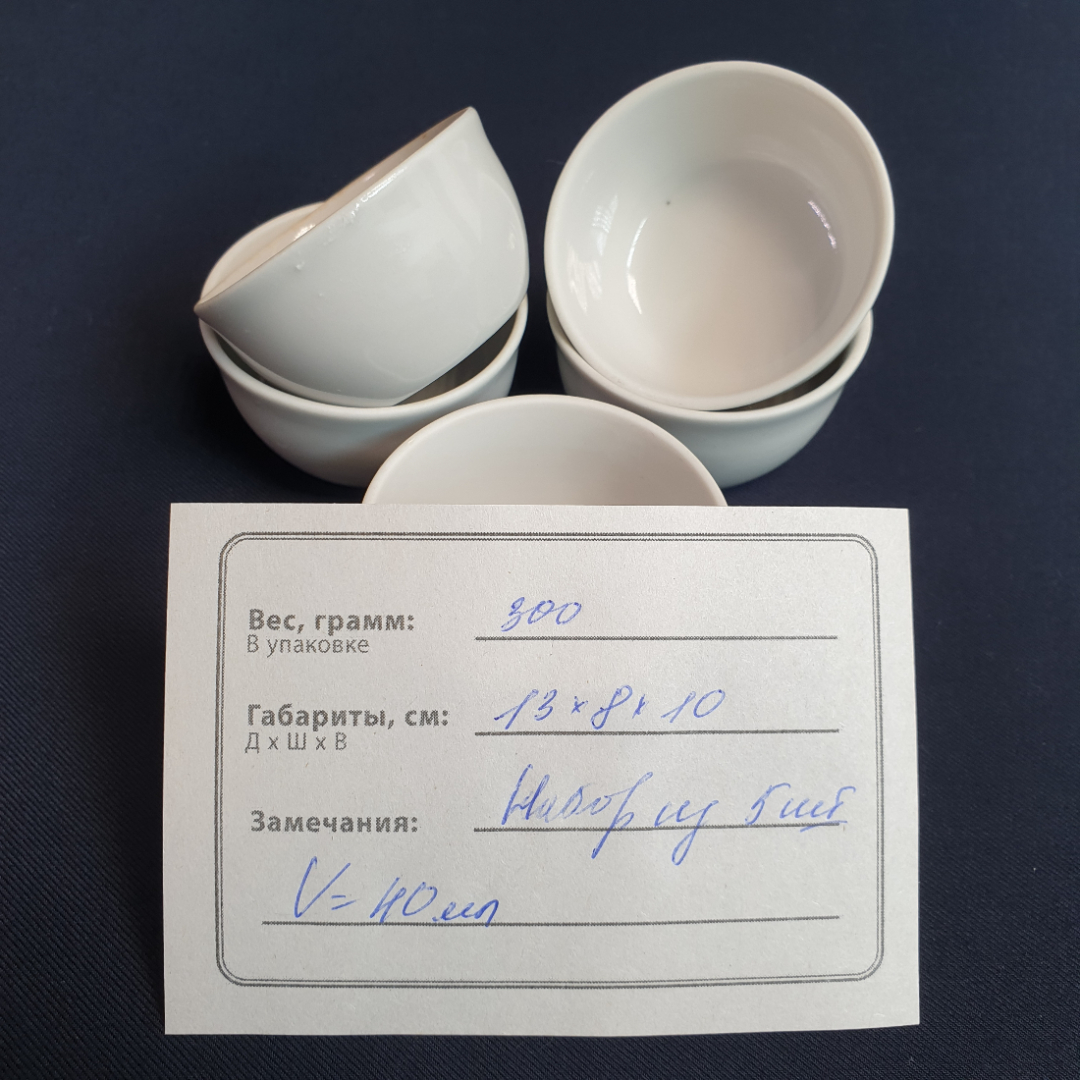 Вес, грамм: 300
В упаковке
Габариты, см: 13 x 8 x 10
Д x Ш x В
Замечания: Набор из 5 шт
V = 40 мл